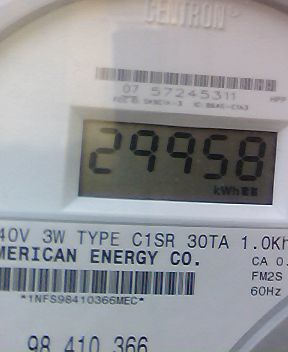 CENTRON
07 57245311
HPP
29958
kWh
40V 3W TYPE C1SR 30TA 1.0Kh
MERICAN ENERGY CO.
CA 0.
FM2S
60Hz
*1NFS98410366MEC*
98 410 366